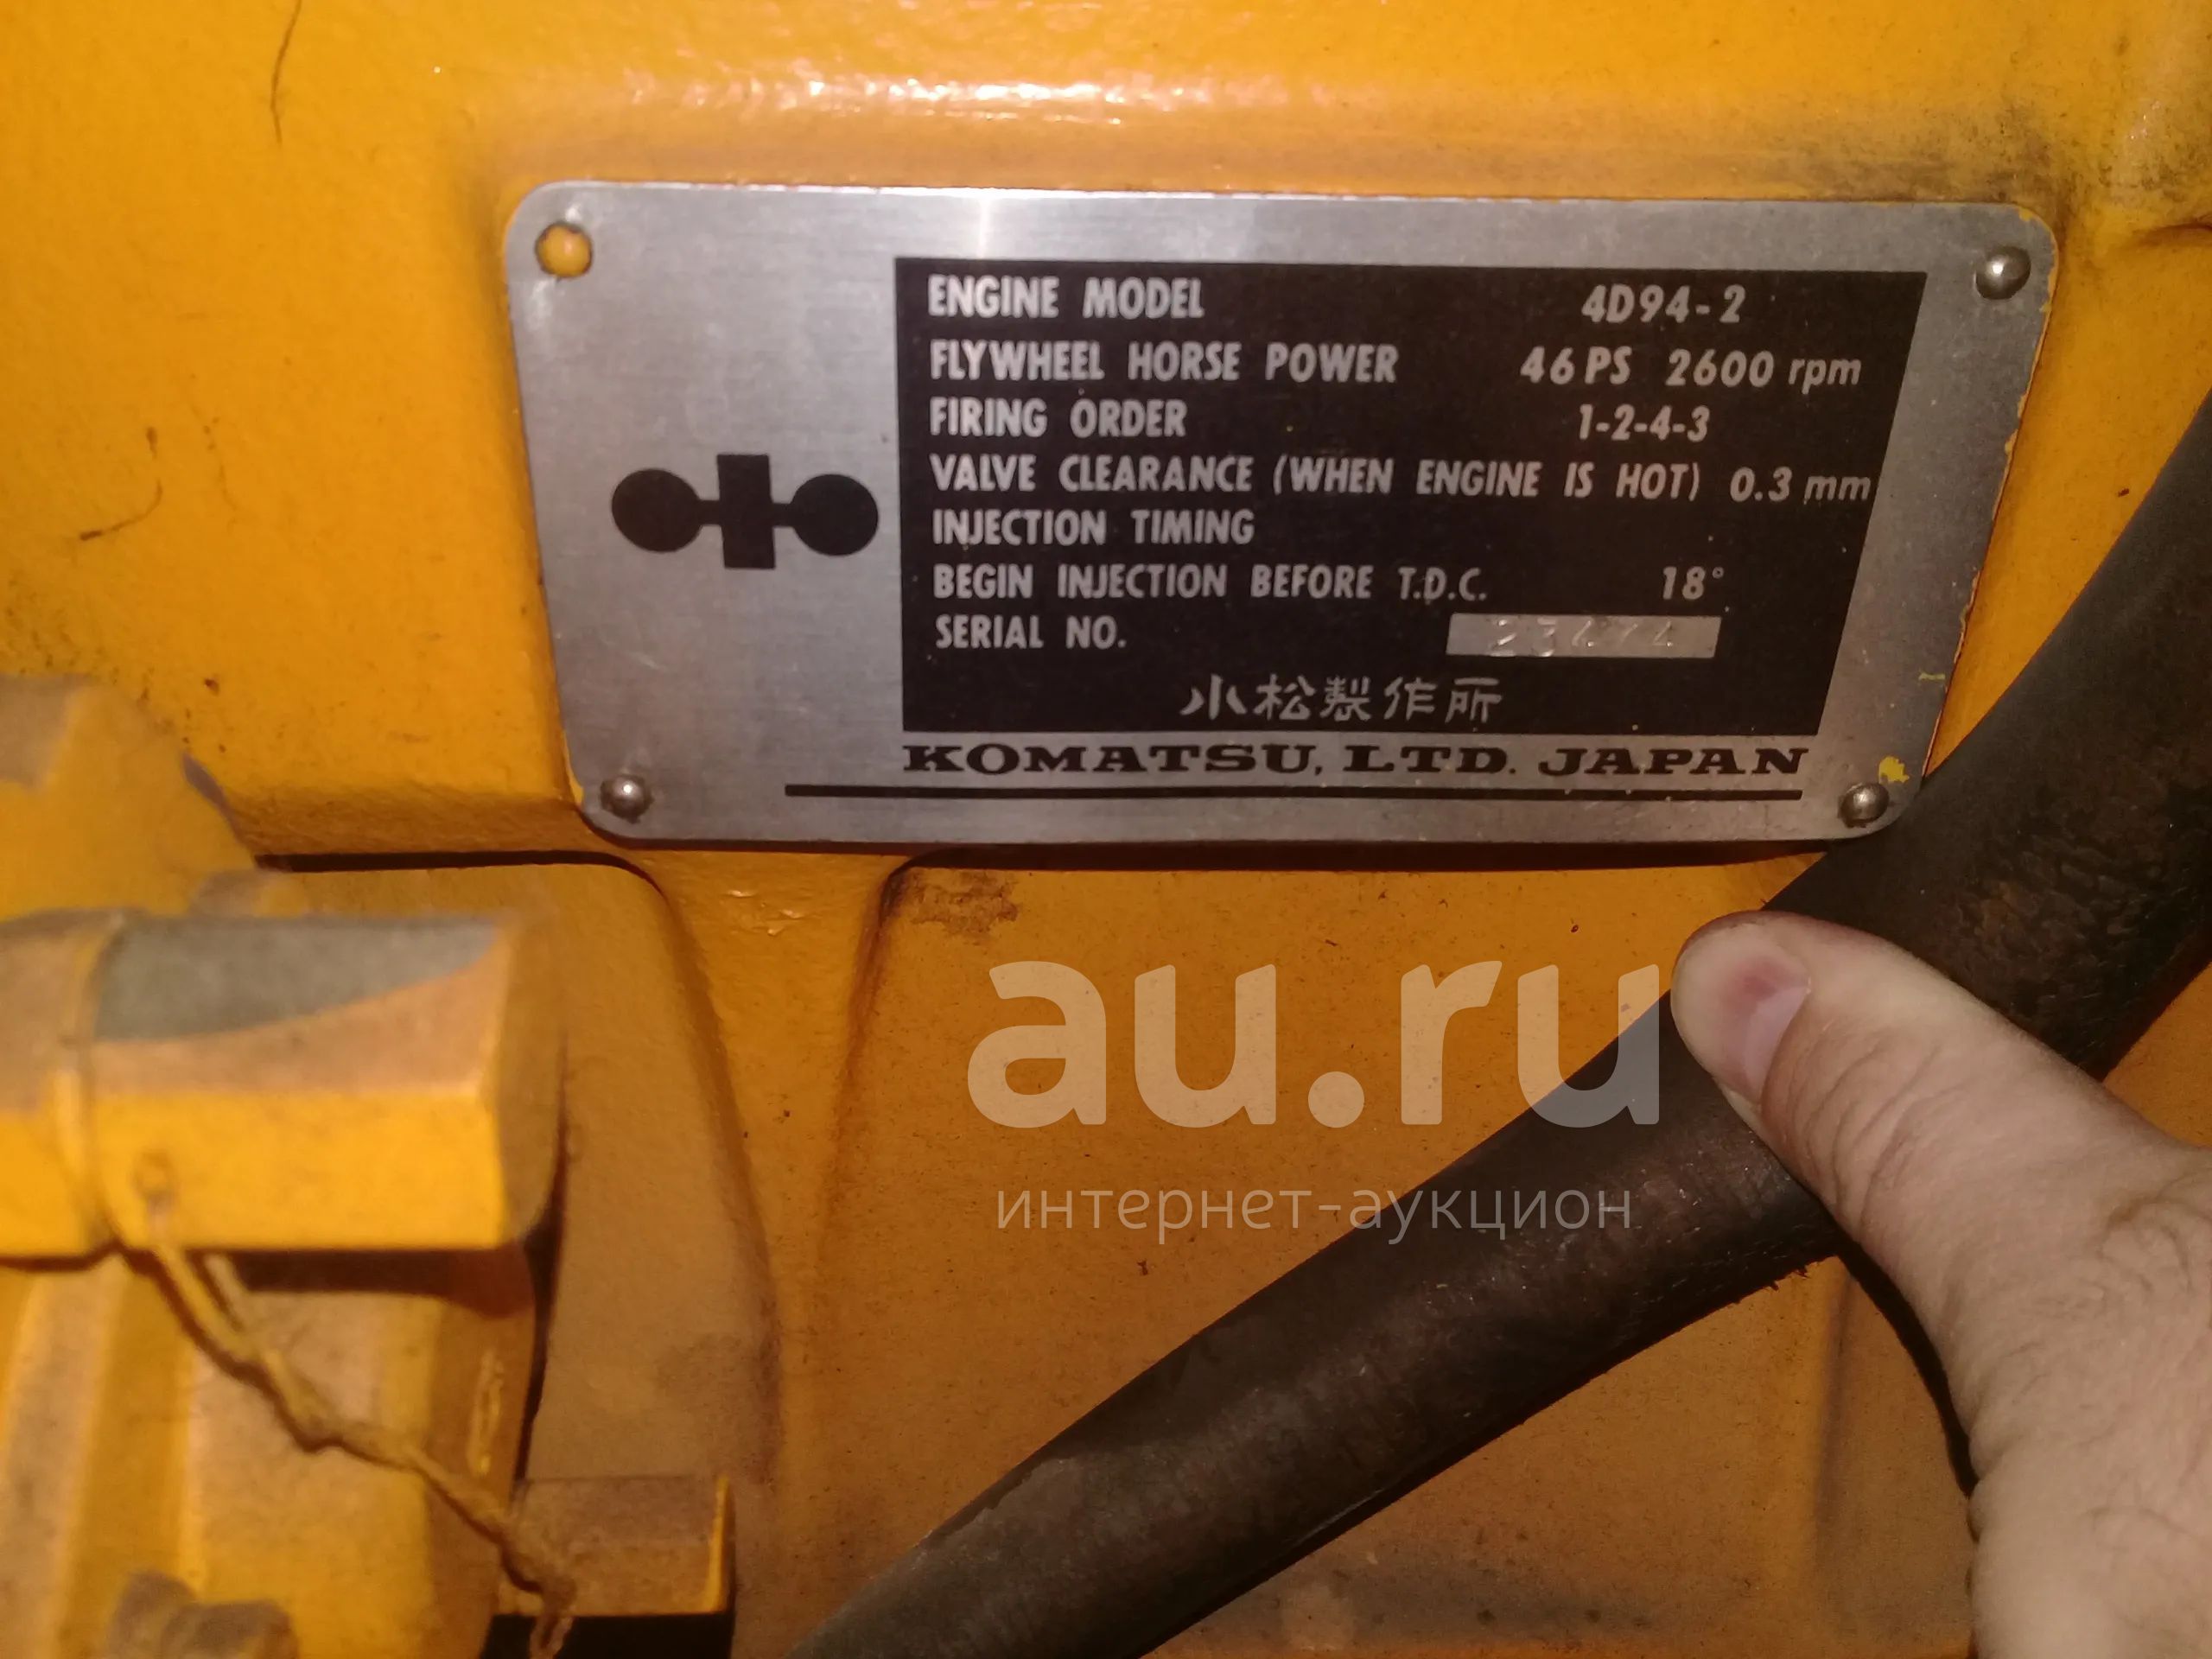 ENGINE MODEL 4D94-2
FLYWHEEL HORSE POWER 46 PS 2600 rpm
FIRING ORDER 1-2-4-3
VALVE CLEARANCE (WHEN ENGINE IS HOT) 0.3 mm
INJECTION TIMING
BEGIN INJECTION BEFORE T.D.C. 18°
SERIAL NO.
小松製作所
KOMATSU, LTD. JAPAN
au.ru
интернет-аукцион